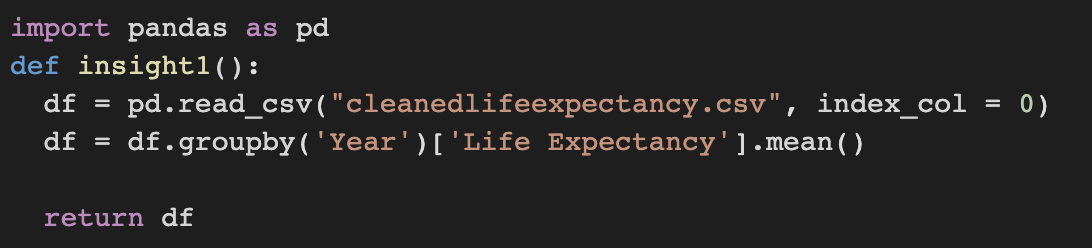 import pandas as pd
def insight1():
  df = pd.read_csv("cleanedlifeexpectancy.csv", index_col = 0)
  df = df.groupby('Year')['Life Expectancy'].mean()
  return df